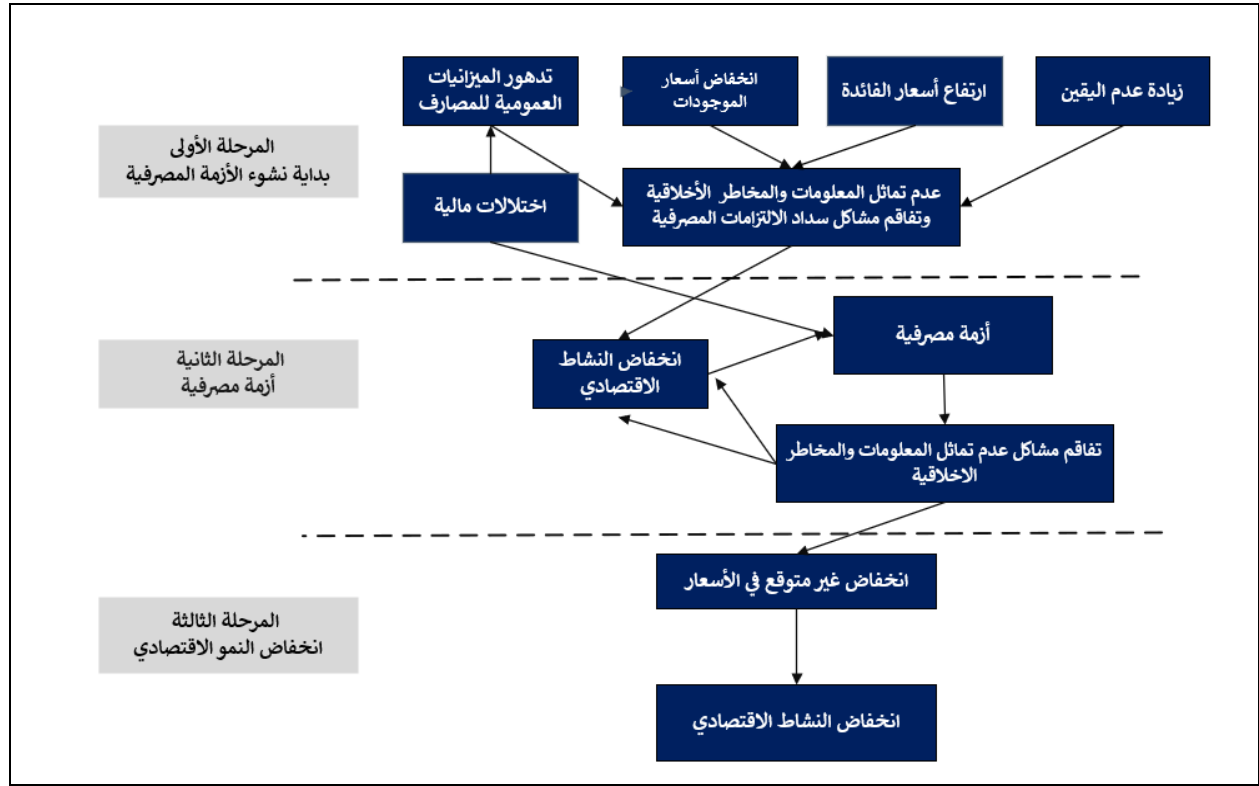 زيادة عدم اليقين
ارتفاع أسعار الفائدة
انخفاض أسعار
الموجودات
تدهور الميزانيات
العمومية للمصارف
المرحلة الأولى
بداية نشوء الأزمة المصرفية
عدم تماثل المعلومات والمخاطر الأخلاقية
وتفاقم مشاكل سداد الالتزامات المصرفية
اختلالات مالية
أزمة مصرفية
انخفاض النشاط
الاقتصادي
المرحلة الثانية
أزمة مصرفية
تفاقم مشاكل عدم تماثل المعلومات والمخاطر
الاخلاقية
انخفاض غير متوقع في الأسعار
المرحلة الثالثة
انخفاض النمو الاقتصادي
انخفاض النشاط الاقتصادي